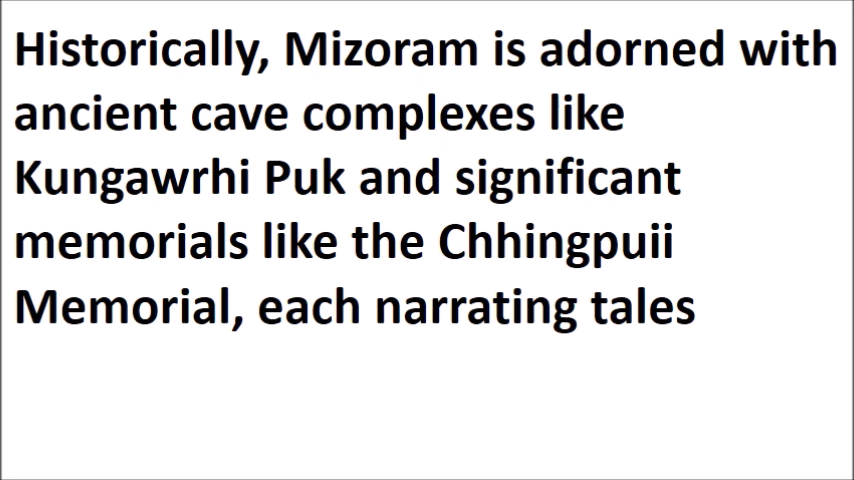 Historically, Mizoram is adorned with
ancient cave complexes like
Kungawrhi Puk and significant
memorials like the Chhingpuii
Memorial, each narrating tales